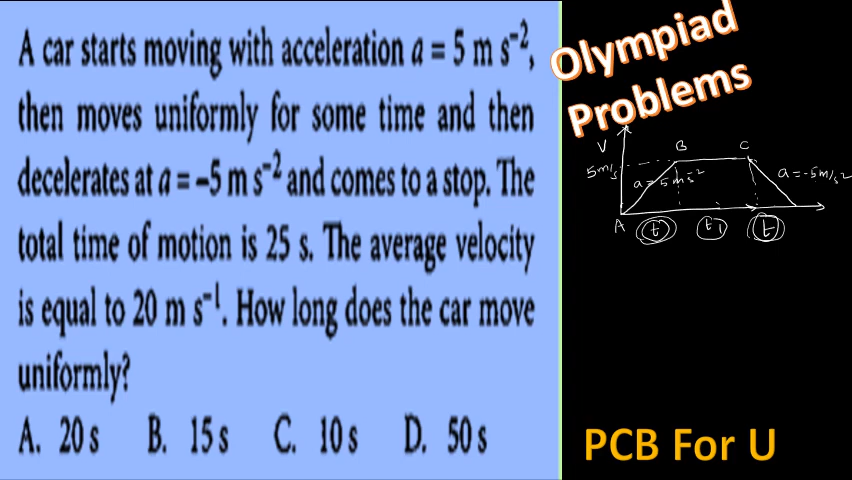 A car starts moving with acceleration a = 5 m s⁻²,
then moves uniformly for some time and then
decelerates at a = –5 m s⁻² and comes to a stop. The
total time of motion is 25 s. The average velocity
is equal to 20 m s⁻¹. How long does the car move
uniformly?
A. 20 s B. 15 s C. 10 s D. 50 s
Olympiad
Problems
V
B C
5m/s
a = 5 m s⁻²
a = -5m/s²
A
t t₁ t
PCB For U